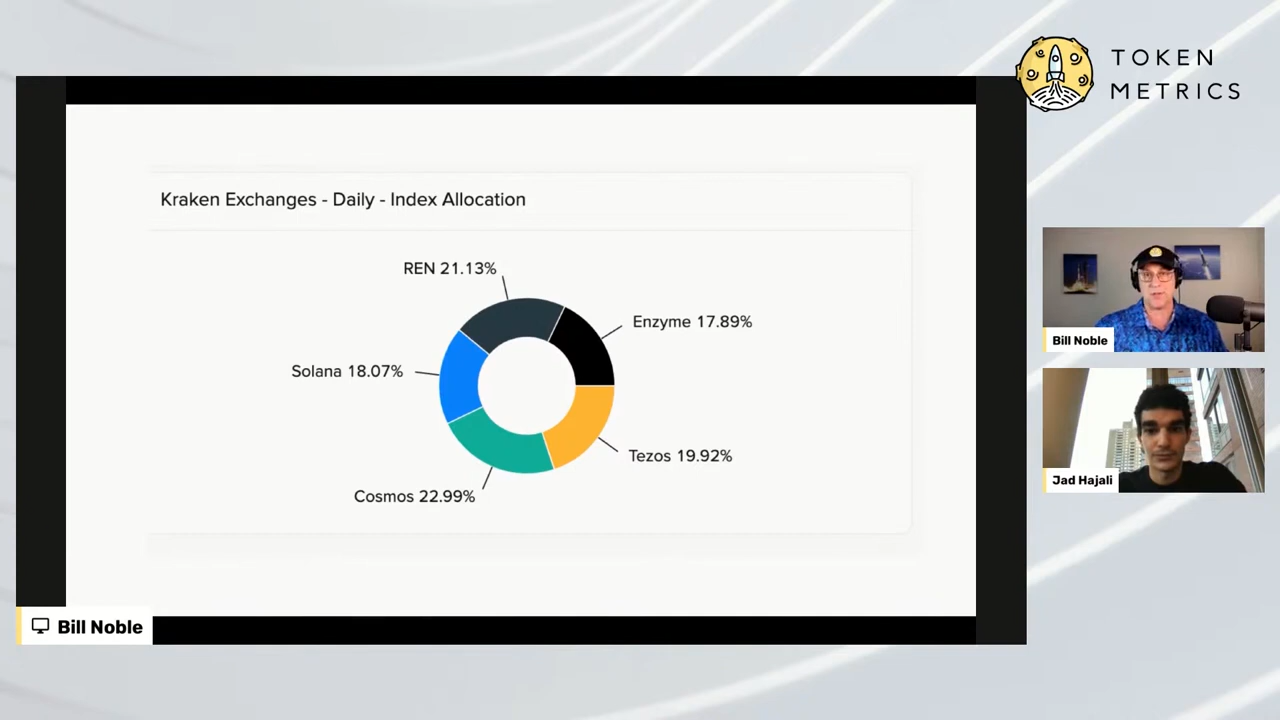 TOKEN
METRICS
Kraken Exchanges - Daily - Index Allocation
REN 21.13%
Enzyme 17.89%
Solana 18.07%
Tezos 19.92%
Cosmos 22.99%
Bill Noble
Jad Hajali
Bill Noble